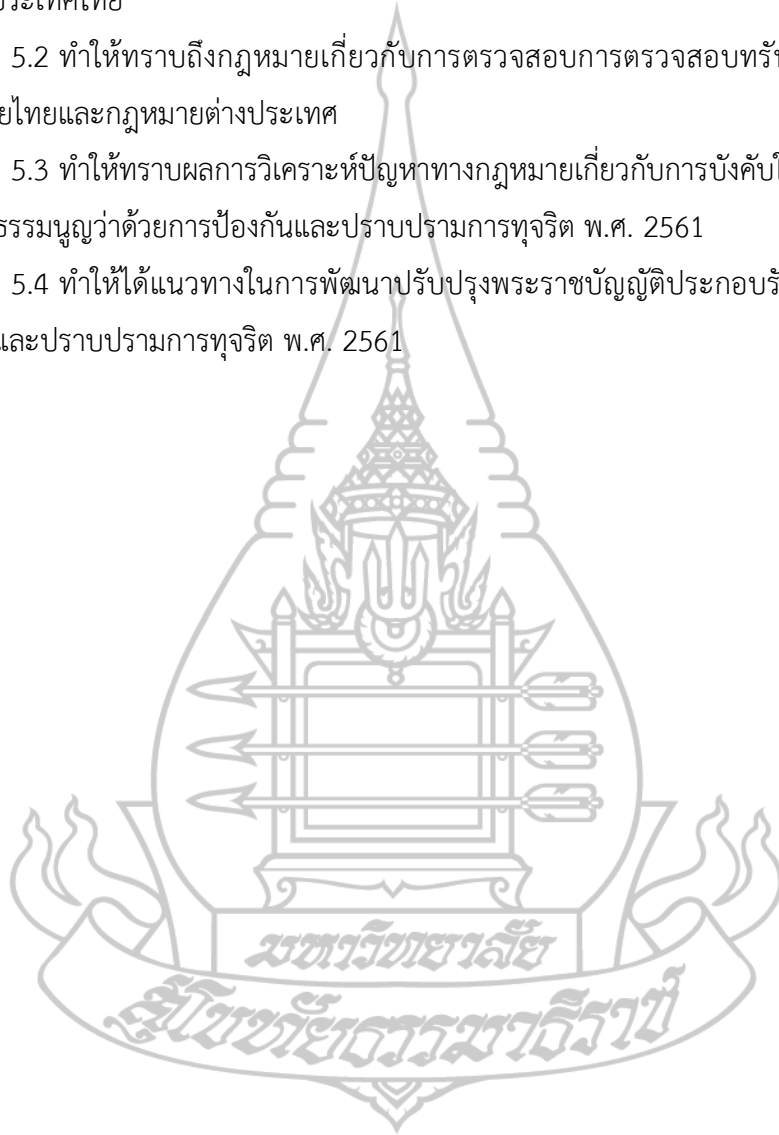 ประเทศไทย
5.2 ทำให้ทราบถึงกฎหมายเกี่ยวกับการตรวจสอบการตรวจสอบทรัพ
ยไทยและกฎหมายต่างประเทศ
5.3 ทำให้ทราบผลการวิเคราะห์ปัญหาทางกฎหมายเกี่ยวกับการบังคับใ
ธรรมนูญว่าด้วยการป้องกันและปราบปรามการทุจริต พ.ศ. 2561
5.4 ทำให้ได้แนวทางในการพัฒนาปรับปรุงพระราชบัญญัติประกอบรั
และปราบปรามการทุจริต พ.ศ. 2561
มหาวิทยาลัย
สุโขทัยธรรมาธิราช